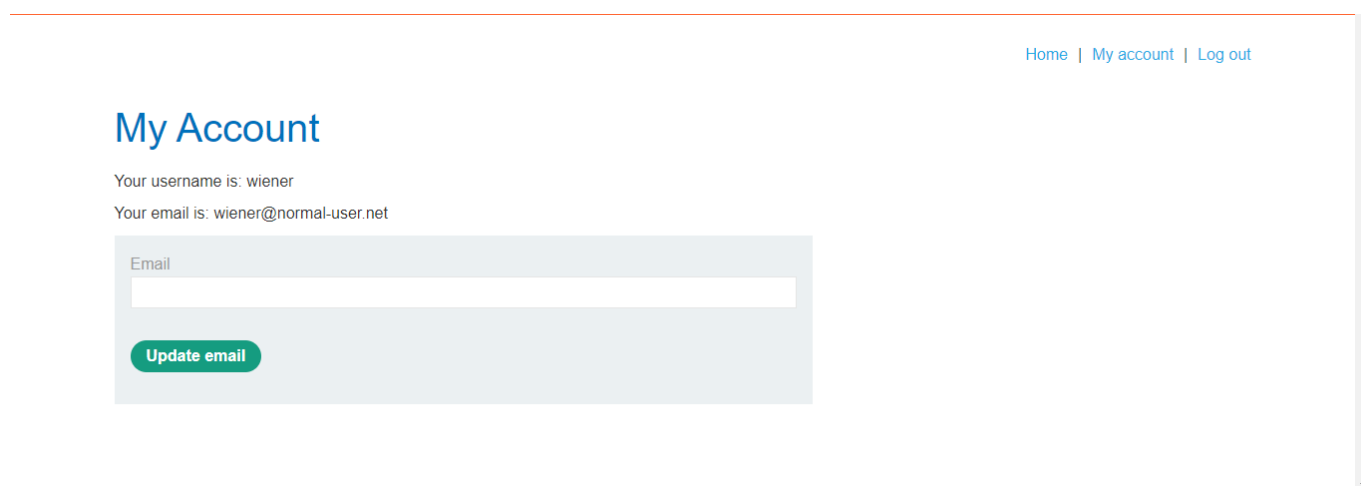 Home | My account | Log out
My Account
Your username is: wiener
Your email is: wiener@normal-user.net
Email
Update email